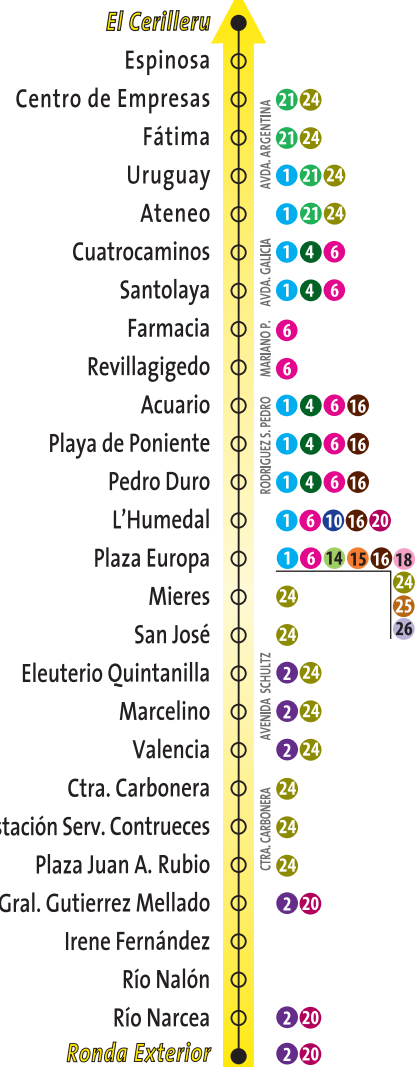 El Cerilleru
Espinosa
Centro de Empresas 21 24
Fátima 21 24
AVDA. ARGENTINA
Uruguay 1 21 24
Ateneo 1 21 24
Cuatrocaminos 1 4 6
AVDA. GALICIA
Santolaya 1 4 6
Farmacia 6
MARIANO P.
Revillagigedo 6
Acuario 1 4 6 16
RODRIGUEZ S. PEDRO
Playa de Poniente 1 4 6 16
Pedro Duro 1 4 6 16
L'Humedal 1 6 10 16 20
Plaza Europa 1 6 14 15 16 18
24
25
26
Mieres 24
San José 24
Eleuterio Quintanilla 2 24
AVENIDA SCHULTZ
Marcelino 2 24
Valencia 2 24
Ctra. Carbonera 24
CTRA. CARBONERA
stación Serv. Contrueces 24
Plaza Juan A. Rubio 24
Gral. Gutierrez Mellado 2 20
Irene Fernández
Río Nalón
Río Narcea 2 20
Ronda Exterior 2 20